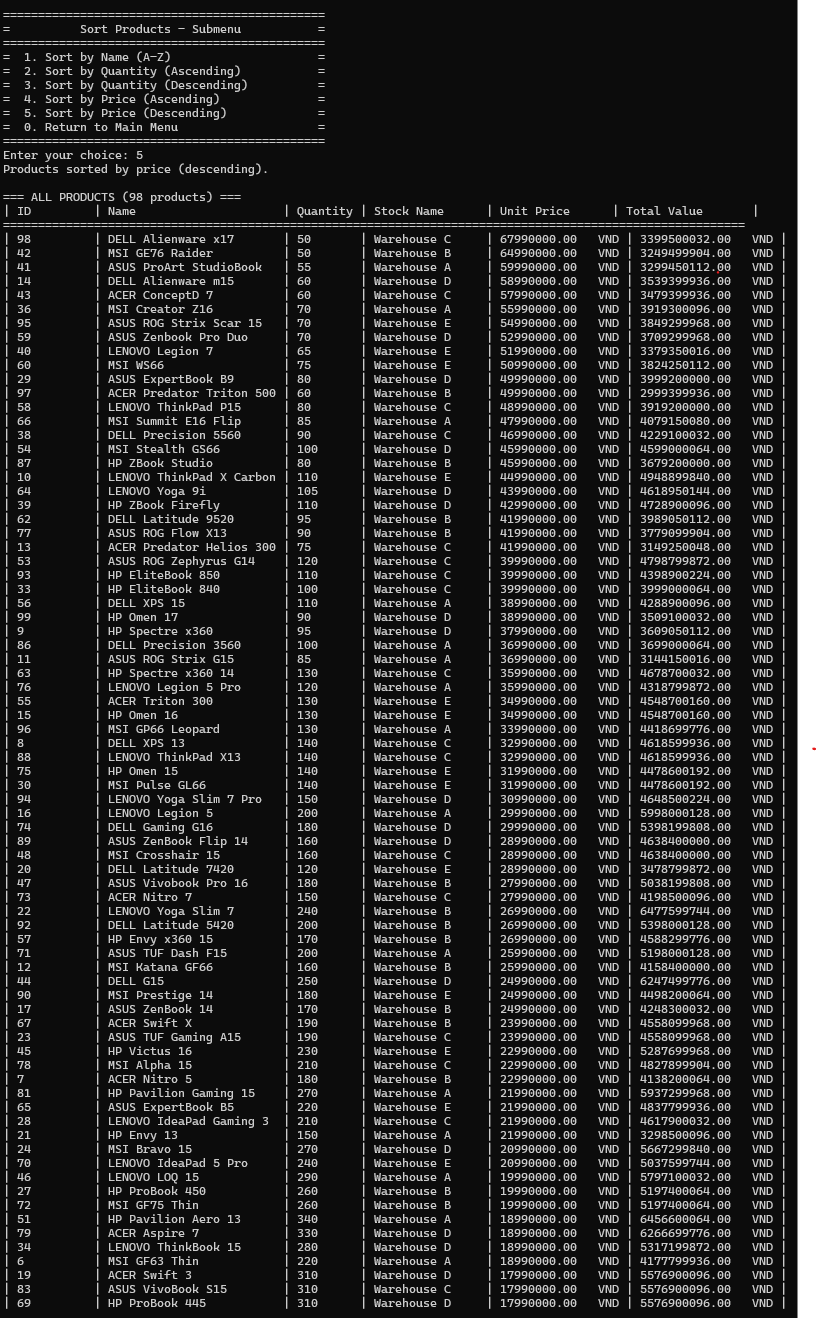 ==============================================
=          Sort Products - Submenu           =
==============================================
=  1. Sort by Name (A-Z)                     =
=  2. Sort by Quantity (Ascending)           =
=  3. Sort by Quantity (Descending)          =
=  4. Sort by Price (Ascending)              =
=  5. Sort by Price (Descending)             =
=  0. Return to Main Menu                    =
==============================================
Enter your choice: 5
Products sorted by price (descending).
=== ALL PRODUCTS (98 products) ===
| ID | Name | Quantity | Stock Name | Unit Price | Total Value |
==========================================================================================================
| 98 | DELL Alienware x17 | 50 | Warehouse C | 67990000.00 VND | 3399500032.00 VND |
| 42 | MSI GE76 Raider | 50 | Warehouse B | 64990000.00 VND | 3249499904.00 VND |
| 41 | ASUS ProArt StudioBook | 55 | Warehouse A | 59990000.00 VND | 3299450112.00 VND |
| 14 | DELL Alienware m15 | 60 | Warehouse D | 58990000.00 VND | 3539399936.00 VND |
| 43 | ACER ConceptD 7 | 60 | Warehouse C | 57990000.00 VND | 3479399936.00 VND |
| 36 | MSI Creator Z16 | 70 | Warehouse A | 55990000.00 VND | 3919300096.00 VND |
| 95 | ASUS ROG Strix Scar 15 | 70 | Warehouse E | 54990000.00 VND | 3849299968.00 VND |
| 59 | ASUS Zenbook Pro Duo | 70 | Warehouse D | 52990000.00 VND | 3709299968.00 VND |
| 40 | LENOVO Legion 7 | 65 | Warehouse E | 51990000.00 VND | 3379350016.00 VND |
| 60 | MSI WS66 | 75 | Warehouse E | 50990000.00 VND | 3824250112.00 VND |
| 29 | ASUS ExpertBook B9 | 80 | Warehouse D | 49990000.00 VND | 3999200000.00 VND |
| 97 | ACER Predator Triton 500 | 60 | Warehouse B | 49990000.00 VND | 2999399936.00 VND |
| 58 | LENOVO ThinkPad P15 | 80 | Warehouse C | 48990000.00 VND | 3919200000.00 VND |
| 66 | MSI Summit E16 Flip | 85 | Warehouse A | 47990000.00 VND | 4079150080.00 VND |
| 38 | DELL Precision 5560 | 90 | Warehouse C | 46990000.00 VND | 4229100032.00 VND |
| 54 | MSI Stealth GS66 | 100 | Warehouse D | 45990000.00 VND | 4599000064.00 VND |
| 87 | HP ZBook Studio | 80 | Warehouse B | 45990000.00 VND | 3679200000.00 VND |
| 10 | LENOVO ThinkPad X Carbon | 110 | Warehouse E | 44990000.00 VND | 4948899840.00 VND |
| 64 | LENOVO Yoga 9i | 105 | Warehouse D | 43990000.00 VND | 4618950144.00 VND |
| 39 | HP ZBook Firefly | 110 | Warehouse D | 42990000.00 VND | 4728900096.00 VND |
| 62 | DELL Latitude 9520 | 95 | Warehouse B | 41990000.00 VND | 3989050112.00 VND |
| 77 | ASUS ROG Flow X13 | 90 | Warehouse B | 41990000.00 VND | 3779099904.00 VND |
| 13 | ACER Predator Helios 300 | 75 | Warehouse C | 41990000.00 VND | 3149250048.00 VND |
| 53 | ASUS ROG Zephyrus G14 | 120 | Warehouse C | 39990000.00 VND | 4798799872.00 VND |
| 93 | HP EliteBook 850 | 110 | Warehouse C | 39990000.00 VND | 4398900224.00 VND |
| 33 | HP EliteBook 840 | 100 | Warehouse C | 39990000.00 VND | 3999000064.00 VND |
| 56 | DELL XPS 15 | 110 | Warehouse A | 38990000.00 VND | 4288900096.00 VND |
| 99 | HP Omen 17 | 90 | Warehouse D | 38990000.00 VND | 3509100032.00 VND |
| 9 | HP Spectre x360 | 95 | Warehouse D | 37990000.00 VND | 3609050112.00 VND |
| 86 | DELL Precision 3560 | 100 | Warehouse A | 36990000.00 VND | 3699000064.00 VND |
| 11 | ASUS ROG Strix G15 | 85 | Warehouse A | 36990000.00 VND | 3144150016.00 VND |
| 63 | HP Spectre x360 14 | 130 | Warehouse C | 35990000.00 VND | 4678700032.00 VND |
| 76 | LENOVO Legion 5 Pro | 120 | Warehouse A | 35990000.00 VND | 4318799872.00 VND |
| 55 | ACER Triton 300 | 130 | Warehouse E | 34990000.00 VND | 4548700160.00 VND |
| 15 | HP Omen 16 | 130 | Warehouse E | 34990000.00 VND | 4548700160.00 VND |
| 96 | MSI GP66 Leopard | 130 | Warehouse A | 33990000.00 VND | 4418699776.00 VND |
| 8 | DELL XPS 13 | 140 | Warehouse C | 32990000.00 VND | 4618599936.00 VND |
| 88 | LENOVO ThinkPad X13 | 140 | Warehouse C | 32990000.00 VND | 4618599936.00 VND |
| 75 | HP Omen 15 | 140 | Warehouse E | 31990000.00 VND | 4478600192.00 VND |
| 30 | MSI Pulse GL66 | 140 | Warehouse E | 31990000.00 VND | 4478600192.00 VND |
| 94 | LENOVO Yoga Slim 7 Pro | 150 | Warehouse D | 30990000.00 VND | 4648500224.00 VND |
| 16 | LENOVO Legion 5 | 200 | Warehouse A | 29990000.00 VND | 5998000128.00 VND |
| 74 | DELL Gaming G16 | 180 | Warehouse D | 29990000.00 VND | 5398199808.00 VND |
| 89 | ASUS ZenBook Flip 14 | 160 | Warehouse D | 28990000.00 VND | 4638400000.00 VND |
| 48 | MSI Crosshair 15 | 160 | Warehouse C | 28990000.00 VND | 4638400000.00 VND |
| 20 | DELL Latitude 7420 | 120 | Warehouse E | 28990000.00 VND | 3478799872.00 VND |
| 47 | ASUS Vivobook Pro 16 | 180 | Warehouse B | 27990000.00 VND | 5038199808.00 VND |
| 73 | ACER Nitro 7 | 150 | Warehouse C | 27990000.00 VND | 4198500096.00 VND |
| 22 | LENOVO Yoga Slim 7 | 240 | Warehouse B | 26990000.00 VND | 6477599744.00 VND |
| 92 | DELL Latitude 5420 | 200 | Warehouse B | 26990000.00 VND | 5398000128.00 VND |
| 57 | HP Envy x360 15 | 170 | Warehouse B | 26990000.00 VND | 4588299776.00 VND |
| 71 | ASUS TUF Dash F15 | 200 | Warehouse A | 25990000.00 VND | 5198000128.00 VND |
| 12 | MSI Katana GF66 | 160 | Warehouse B | 25990000.00 VND | 4158400000.00 VND |
| 44 | DELL G15 | 250 | Warehouse D | 24990000.00 VND | 6247499776.00 VND |
| 90 | MSI Prestige 14 | 180 | Warehouse E | 24990000.00 VND | 4498200064.00 VND |
| 17 | ASUS ZenBook 14 | 170 | Warehouse B | 24990000.00 VND | 4248300032.00 VND |
| 67 | ACER Swift X | 190 | Warehouse B | 23990000.00 VND | 4558099968.00 VND |
| 23 | ASUS TUF Gaming A15 | 190 | Warehouse C | 23990000.00 VND | 4558099968.00 VND |
| 45 | HP Victus 16 | 230 | Warehouse E | 22990000.00 VND | 5287699968.00 VND |
| 78 | MSI Alpha 15 | 210 | Warehouse C | 22990000.00 VND | 4827899904.00 VND |
| 7 | ACER Nitro 5 | 180 | Warehouse B | 22990000.00 VND | 4138200064.00 VND |
| 81 | HP Pavilion Gaming 15 | 270 | Warehouse A | 21990000.00 VND | 5937299968.00 VND |
| 65 | ASUS ExpertBook B5 | 220 | Warehouse E | 21990000.00 VND | 4837799936.00 VND |
| 28 | LENOVO IdeaPad Gaming 3 | 210 | Warehouse C | 21990000.00 VND | 4617900032.00 VND |
| 21 | HP Envy 13 | 150 | Warehouse A | 21990000.00 VND | 3298500096.00 VND |
| 24 | MSI Bravo 15 | 270 | Warehouse D | 20990000.00 VND | 5667299840.00 VND |
| 70 | LENOVO IdeaPad 5 Pro | 240 | Warehouse E | 20990000.00 VND | 5037599744.00 VND |
| 46 | LENOVO LOQ 15 | 290 | Warehouse A | 19990000.00 VND | 5797100032.00 VND |
| 27 | HP ProBook 450 | 260 | Warehouse B | 19990000.00 VND | 5197400064.00 VND |
| 72 | MSI GF75 Thin | 260 | Warehouse B | 19990000.00 VND | 5197400064.00 VND |
| 51 | HP Pavilion Aero 13 | 340 | Warehouse A | 18990000.00 VND | 6456600064.00 VND |
| 79 | ACER Aspire 7 | 330 | Warehouse D | 18990000.00 VND | 6266699776.00 VND |
| 34 | LENOVO ThinkBook 15 | 280 | Warehouse D | 18990000.00 VND | 5317199872.00 VND |
| 6 | MSI GF63 Thin | 220 | Warehouse A | 18990000.00 VND | 4177799936.00 VND |
| 19 | ACER Swift 3 | 310 | Warehouse D | 17990000.00 VND | 5576900096.00 VND |
| 83 | ASUS VivoBook S15 | 310 | Warehouse C | 17990000.00 VND | 5576900096.00 VND |
| 69 | HP ProBook 445 | 310 | Warehouse D | 17990000.00 VND | 5576900096.00 VND |